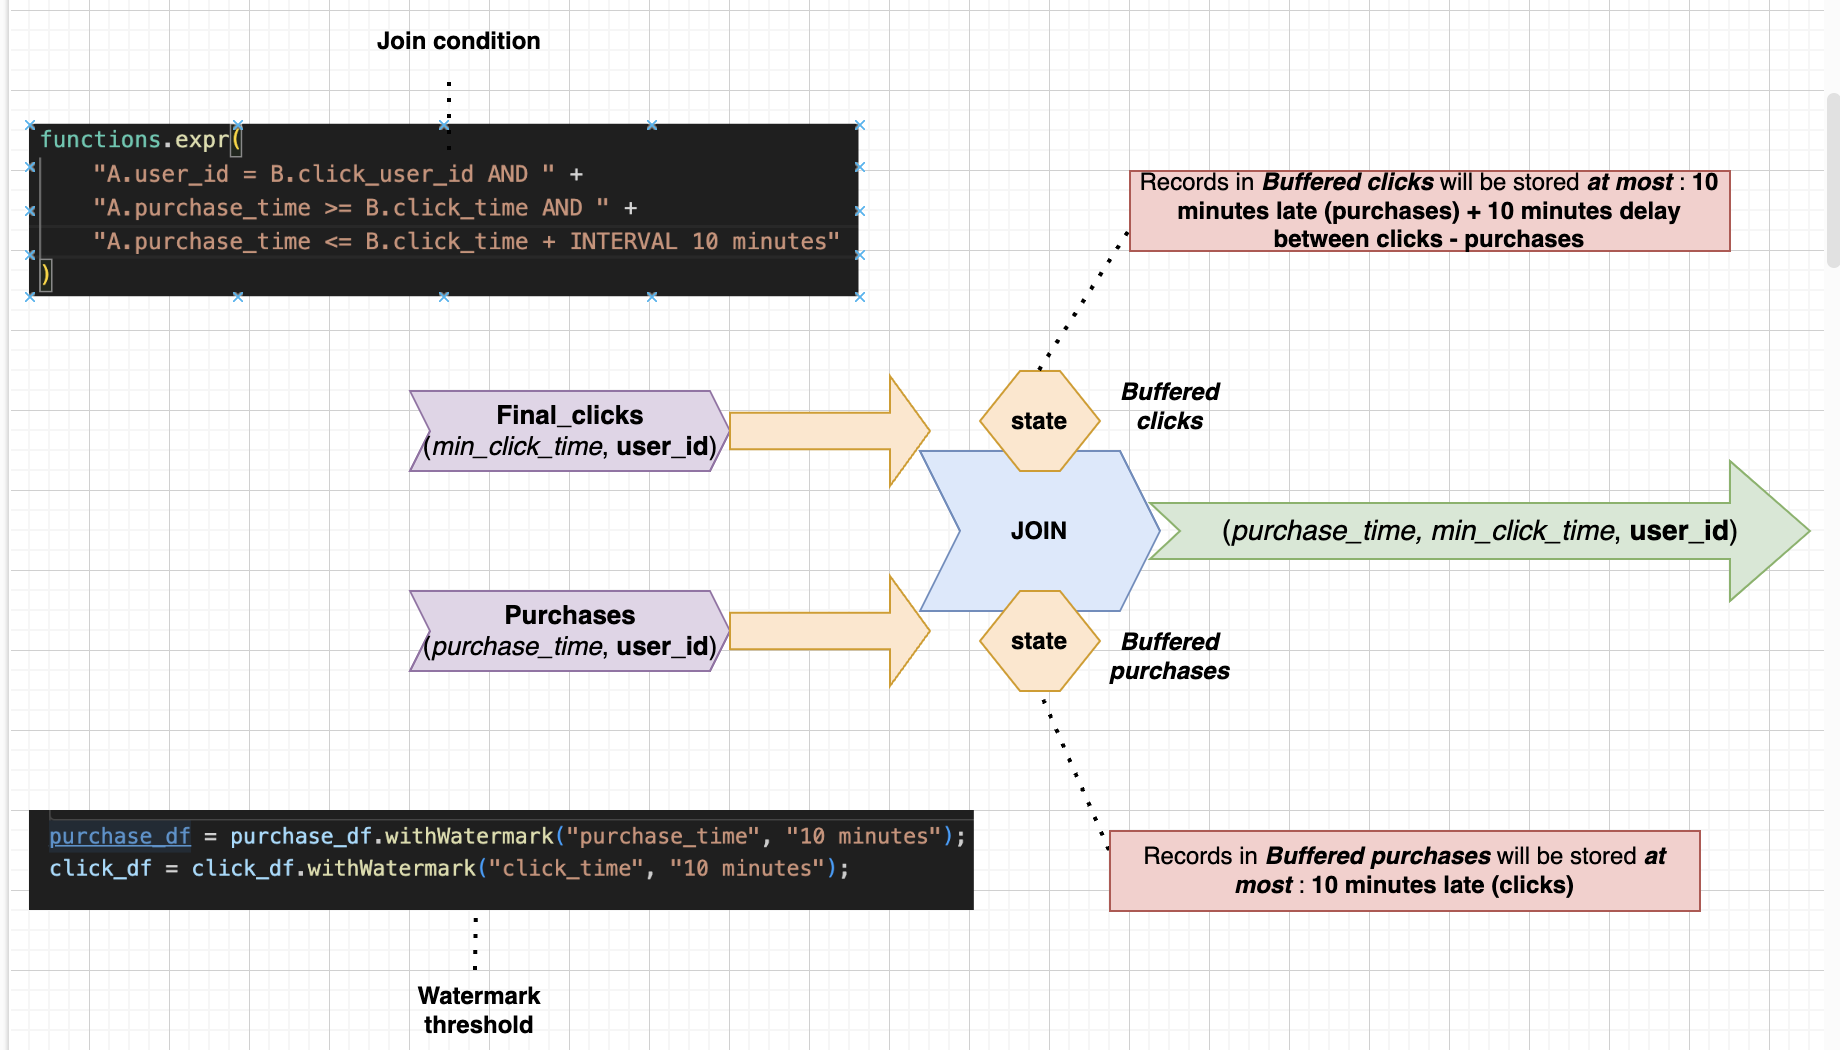 Join condition
functions.expr(
"A.user_id = B.click_user_id AND " +
"A.purchase_time >= B.click_time AND " +
"A.purchase_time <= B.click_time + INTERVAL 10 minutes"
)
Records in Buffered clicks will be stored at most : 10
minutes late (purchases) + 10 minutes delay
between clicks - purchases
Final_clicks
(min_click_time, user_id)
state
Buffered
clicks
JOIN
(purchase_time, min_click_time, user_id)
Purchases
(purchase_time, user_id)
state
Buffered
purchases
purchase_df = purchase_df.withWatermark("purchase_time", "10 minutes");
click_df = click_df.withWatermark("click_time", "10 minutes");
Records in Buffered purchases will be stored at
most : 10 minutes late (clicks)
Watermark
threshold